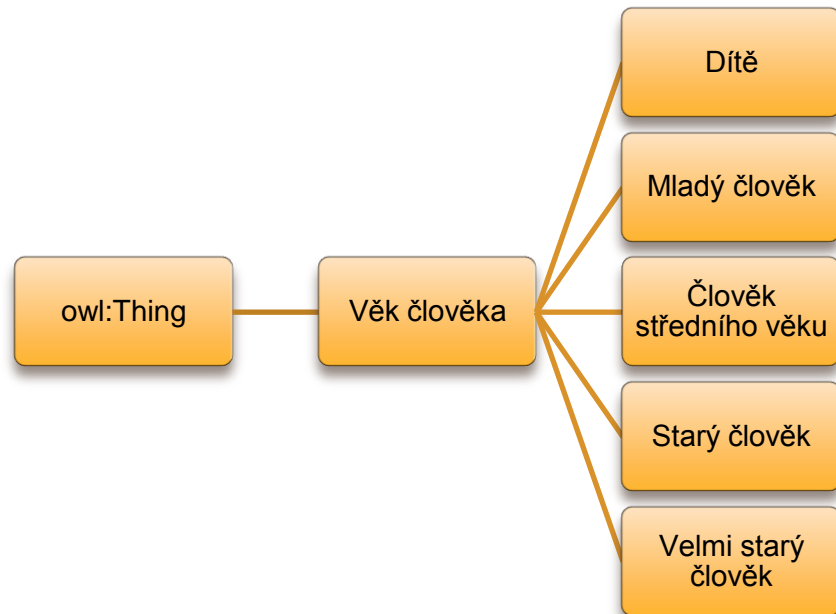 Dítě
Mladý člověk
owl:Thing
Věk člověka
Člověk
středního věku
Starý člověk
Velmi starý
člověk